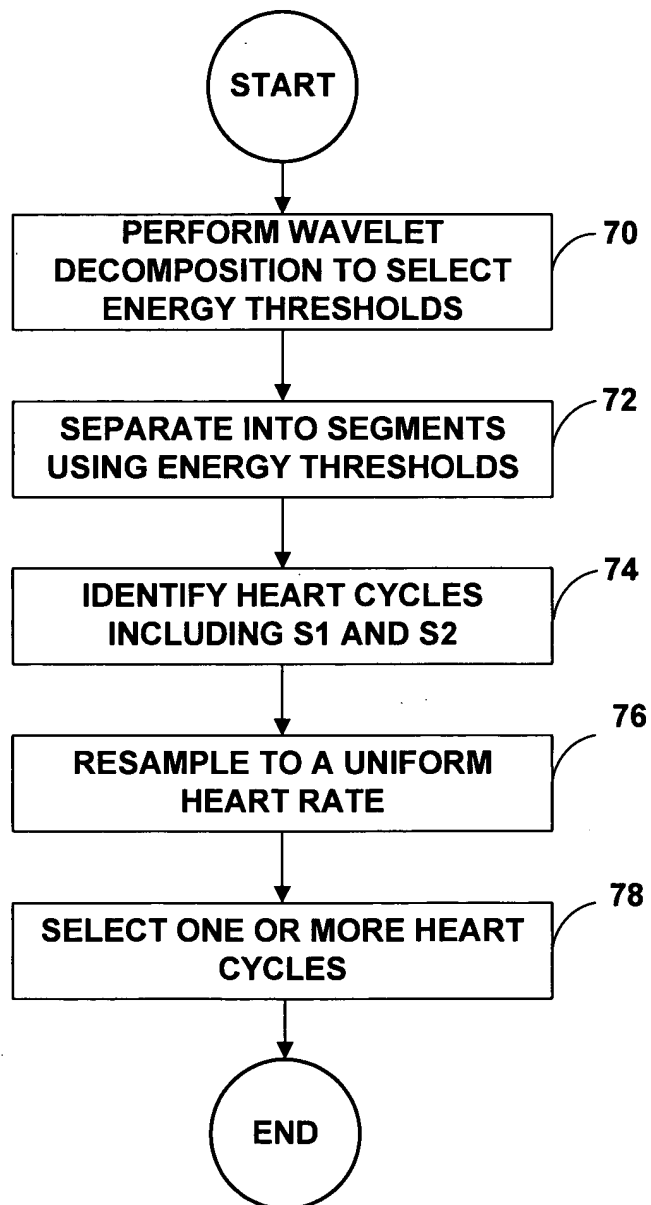 START
PERFORM WAVELET
DECOMPOSITION TO SELECT
ENERGY THRESHOLDS
70
SEPARATE INTO SEGMENTS
USING ENERGY THRESHOLDS
72
IDENTIFY HEART CYCLES
INCLUDING S1 AND S2
74
RESAMPLE TO A UNIFORM
HEART RATE
76
SELECT ONE OR MORE HEART
CYCLES
78
END